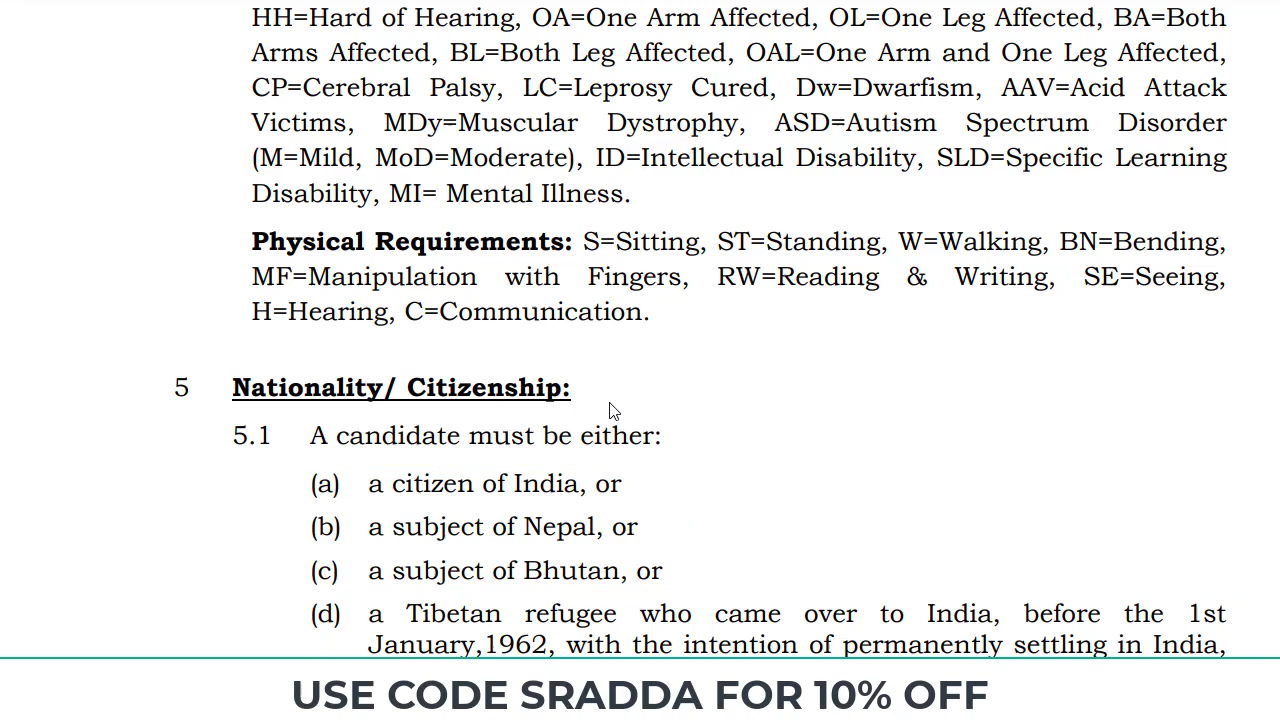 HH=Hard of Hearing, OA=One Arm Affected, OL=One Leg Affected, BA=Both
Arms Affected, BL=Both Leg Affected, OAL=One Arm and One Leg Affected,
CP=Cerebral Palsy, LC=Leprosy Cured, Dw=Dwarfism, AAV=Acid Attack
Victims, MDy=Muscular Dystrophy, ASD=Autism Spectrum Disorder
(M=Mild, MoD=Moderate), ID=Intellectual Disability, SLD=Specific Learning
Disability, MI= Mental Illness.
Physical Requirements: S=Sitting, ST=Standing, W=Walking, BN=Bending,
MF=Manipulation with Fingers, RW=Reading & Writing, SE=Seeing,
H=Hearing, C=Communication.
5 Nationality/ Citizenship:
5.1 A candidate must be either:
(a) a citizen of India, or
(b) a subject of Nepal, or
(c) a subject of Bhutan, or
(d) a Tibetan refugee who came over to India, before the 1st
January,1962, with the intention of permanently settling in India,
USE CODE SRADDA FOR 10% OFF